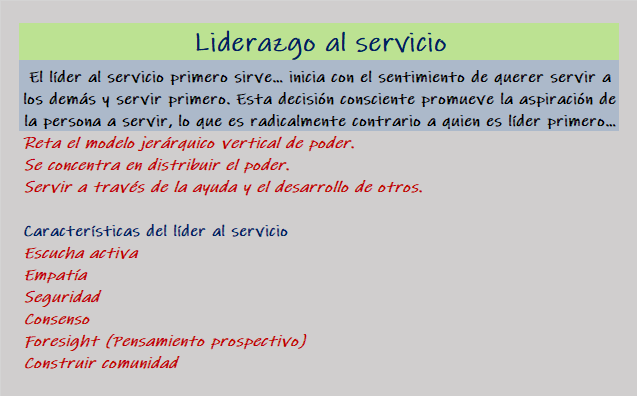 Liderazgo al servicio
El líder al servicio primero sirve... inicia con el sentimiento de querer servir a
los demás y servir primero. Esta decisión consciente promueve la aspiración de
la persona a servir, lo que es radicalmente contrario a quien es líder primero...
Reta el modelo jerárquico vertical de poder.
Se concentra en distribuir el poder.
Servir a través de la ayuda y el desarrollo de otros.
Características del líder al servicio
Escucha activa
Empatía
Seguridad
Consenso
Foresight (Pensamiento prospectivo)
Construir comunidad